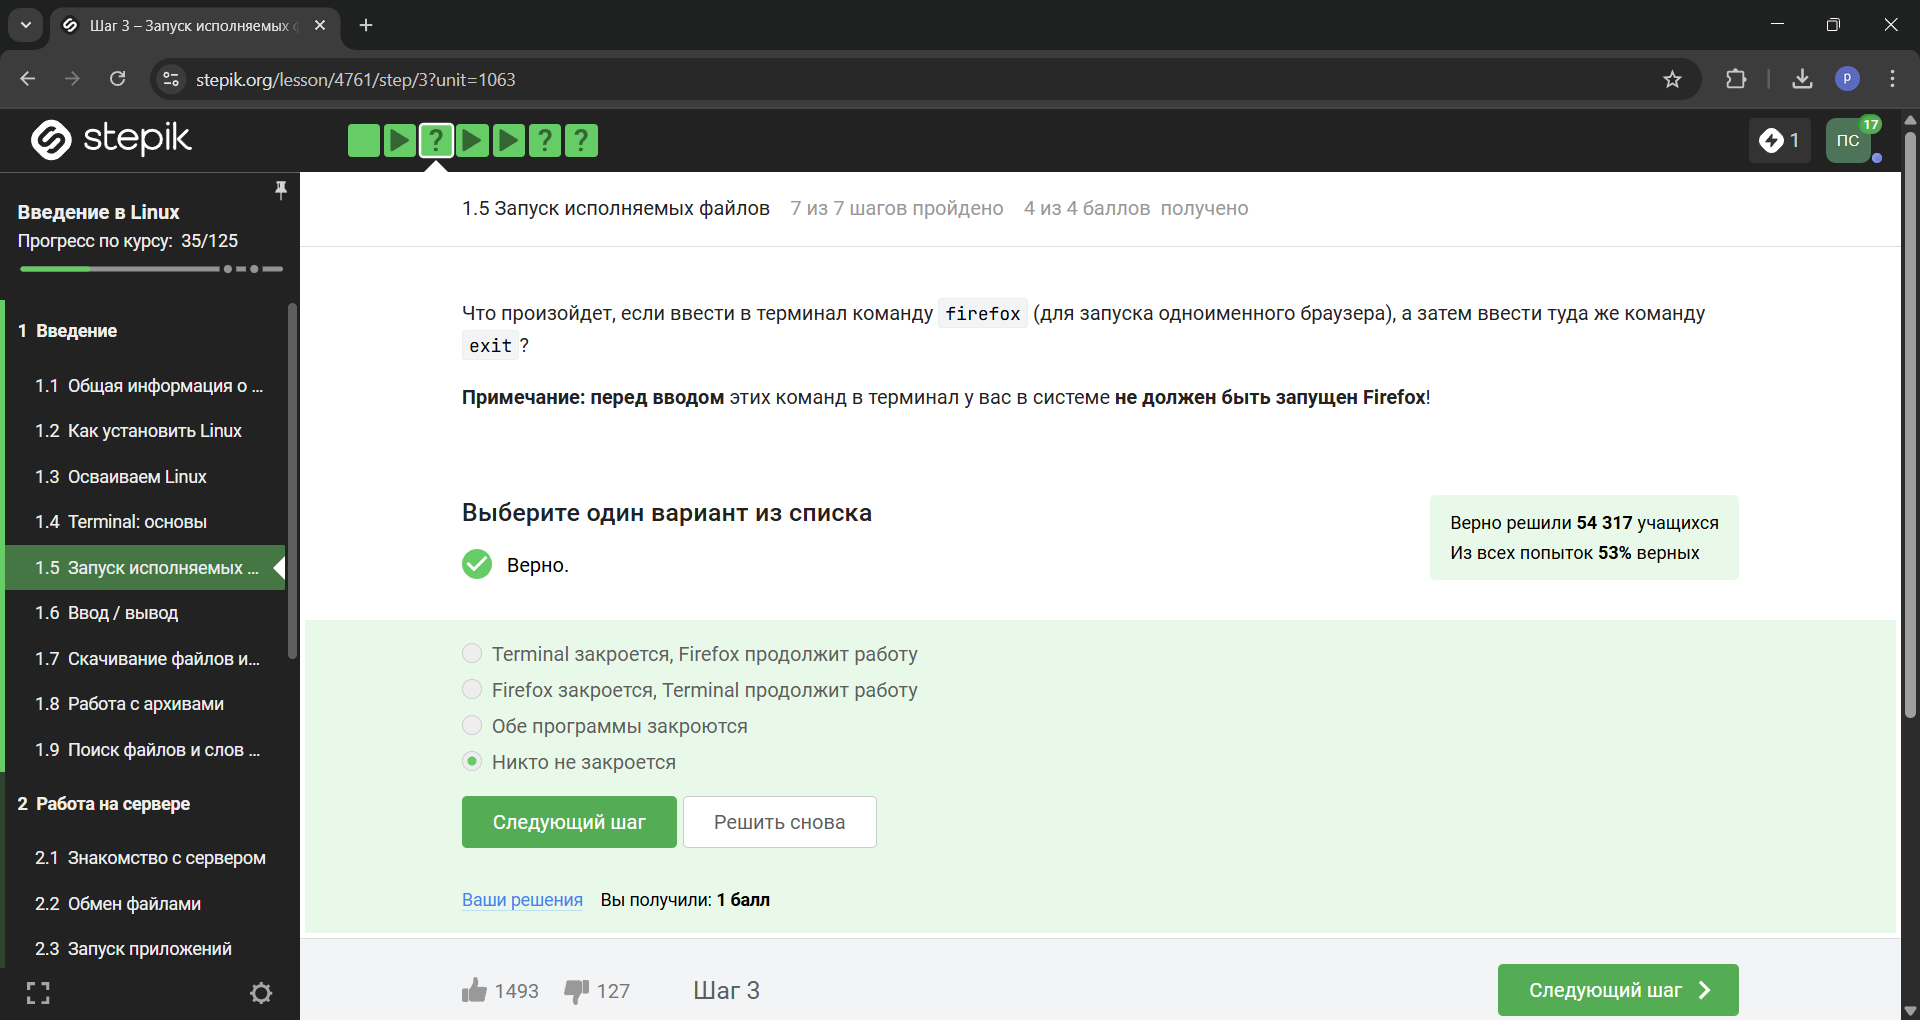 Шаг 3 – Запуск исполняемых
stepik.org/lesson/4761/step/3?unit=1063
P
stepik
? ? ?
1
ПС
17
Введение в Linux
Прогресс по курсу: 35/125
1 Введение
1.1 Общая информация о ...
1.2 Как установить Linux
1.3 Осваиваем Linux
1.4 Terminal: основы
1.5 Запуск исполняемых ...
1.6 Ввод / вывод
1.7 Скачивание файлов и...
1.8 Работа с архивами
1.9 Поиск файлов и слов ...
2 Работа на сервере
2.1 Знакомство с сервером
2.2 Обмен файлами
2.3 Запуск приложений
1.5 Запуск исполняемых файлов 7 из 7 шагов пройдено 4 из 4 баллов получено
Что произойдет, если ввести в терминал команду firefox (для запуска одноименного браузера), а затем ввести туда же команду
exit ?
Примечание: перед вводом этих команд в терминал у вас в системе не должен быть запущен Firefox!
Выберите один вариант из списка
Верно.
Верно решили 54 317 учащихся
Из всех попыток 53% верных
Terminal закроется, Firefox продолжит работу
Firefox закроется, Terminal продолжит работу
Обе программы закроются
Никто не закроется
Следующий шаг Решить снова
Ваши решения Вы получили: 1 балл
1493 127 Шаг 3 Следующий шаг